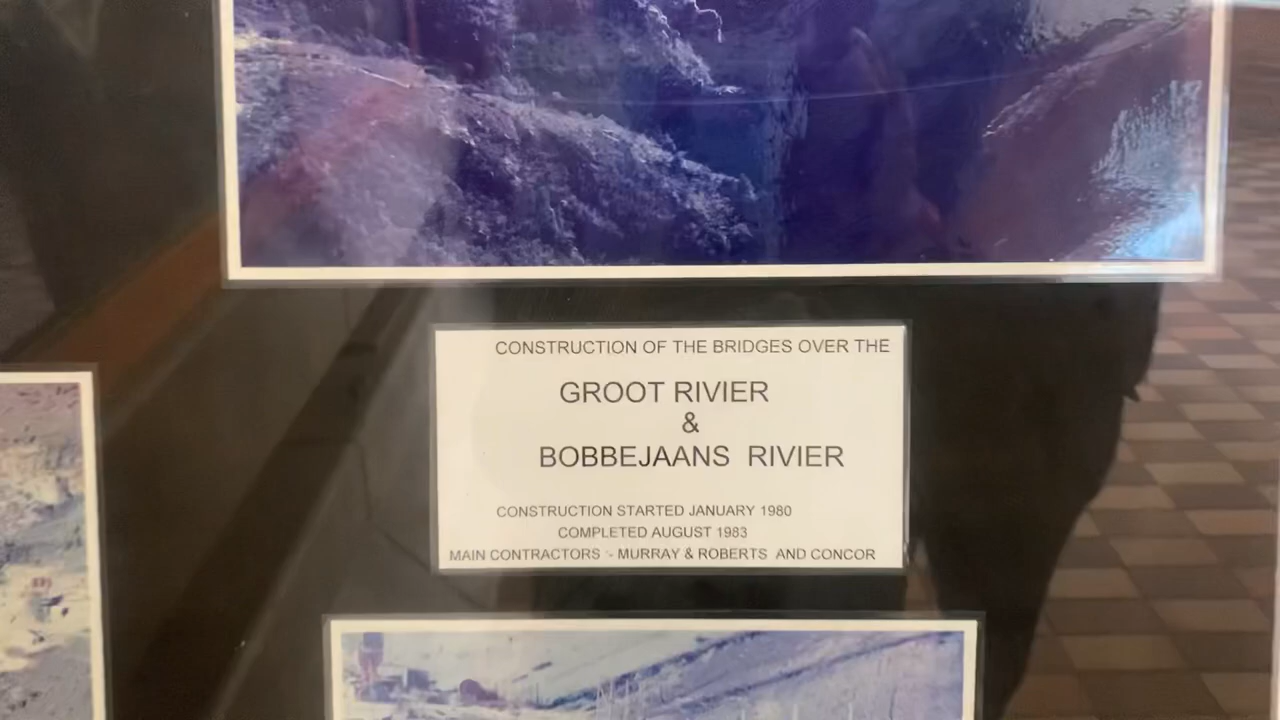 CONSTRUCTION OF THE BRIDGES OVER THE
GROOT RIVIER
&
BOBBEJAANS RIVIER
CONSTRUCTION STARTED JANUARY 1980
COMPLETED AUGUST 1983
MAIN CONTRACTORS :- MURRAY & ROBERTS AND CONCOR